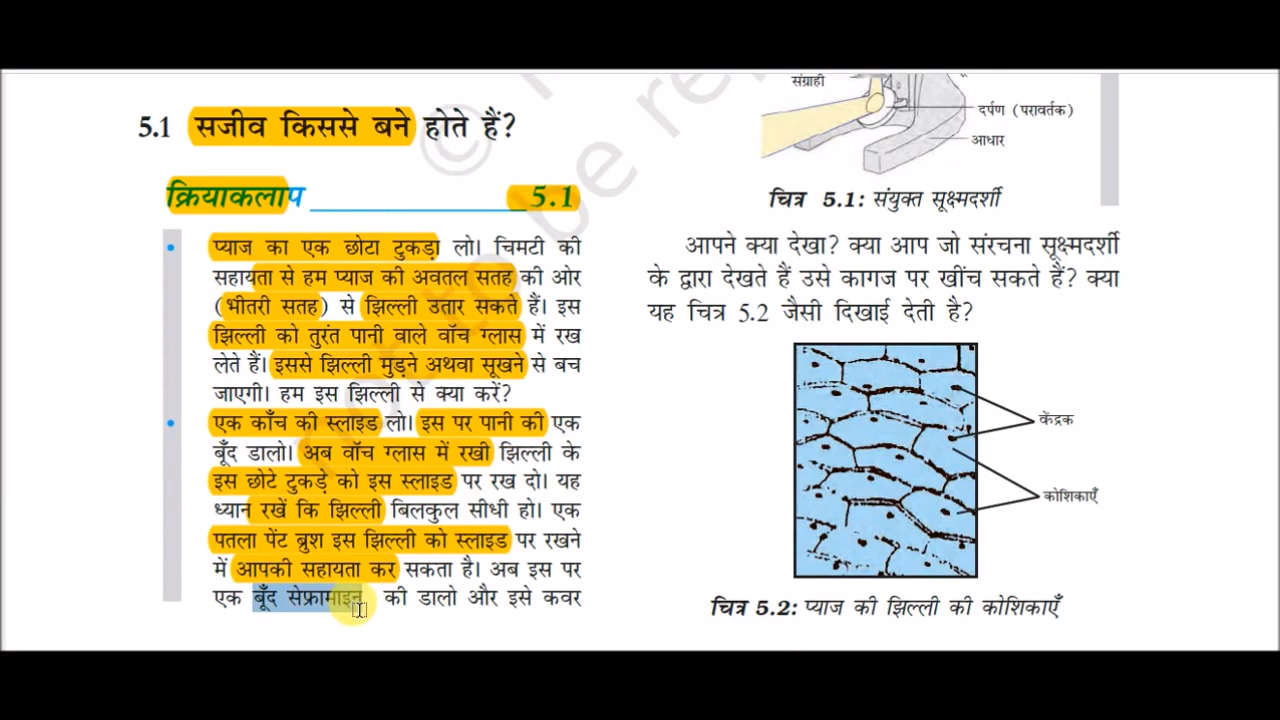 5.1 सजीव किससे बने होते हैं?
क्रियाकलाप 5.1
• प्याज का एक छोटा टुकड़ा लो। चिमटी की
सहायता से हम प्याज की अवतल सतह की ओर
(भीतरी सतह) से झिल्ली उतार सकते हैं। इस
झिल्ली को तुरंत पानी वाले वॉच ग्लास में रख
लेते हैं। इससे झिल्ली मुड़ने अथवा सूखने से बच
जाएगी। हम इस झिल्ली से क्या करें?
• एक काँच की स्लाइड लो। इस पर पानी की एक
बूँद डालो। अब वॉच ग्लास में रखी झिल्ली के
इस छोटे टुकड़े को इस स्लाइड पर रख दो। यह
ध्यान रखें कि झिल्ली बिलकुल सीधी हो। एक
पतला पेंट ब्रुश इस झिल्ली को स्लाइड पर रखने
में आपकी सहायता कर सकता है। अब इस पर
एक बूँद सेफ्रामाइन की डालो और इसे कवर
संग्राही
दर्पण (परावर्तक)
आधार
चित्र 5.1: संयुक्त सूक्ष्मदर्शी
आपने क्या देखा? क्या आप जो संरचना सूक्ष्मदर्शी
के द्वारा देखते हैं उसे कागज पर खींच सकते हैं? क्या
यह चित्र 5.2 जैसी दिखाई देती है?
केंद्रक
कोशिकाएँ
चित्र 5.2: प्याज की झिल्ली की कोशिकाएँ
not to be re